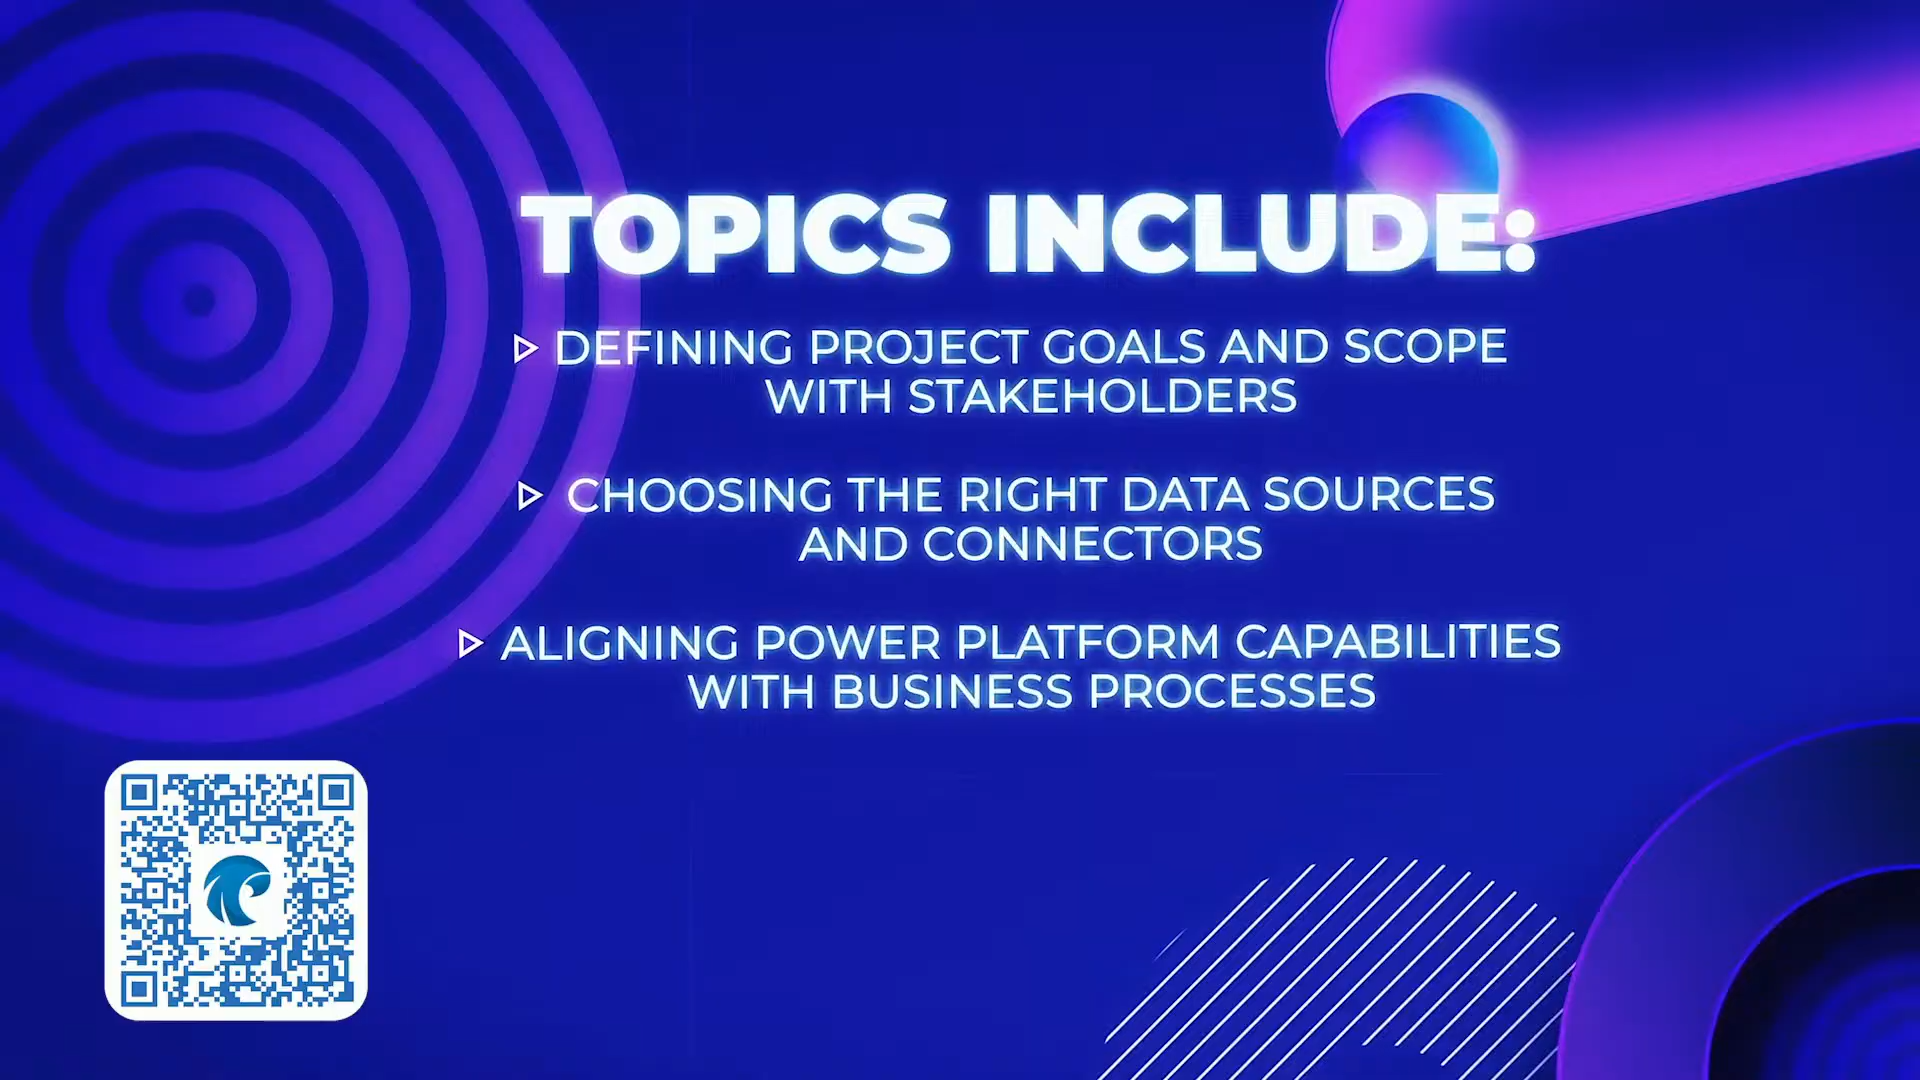 TOPICS INCLUDE:
DEFINING PROJECT GOALS AND SCOPE
WITH STAKEHOLDERS
CHOOSING THE RIGHT DATA SOURCES
AND CONNECTORS
ALIGNING POWER PLATFORM CAPABILITIES
WITH BUSINESS PROCESSES